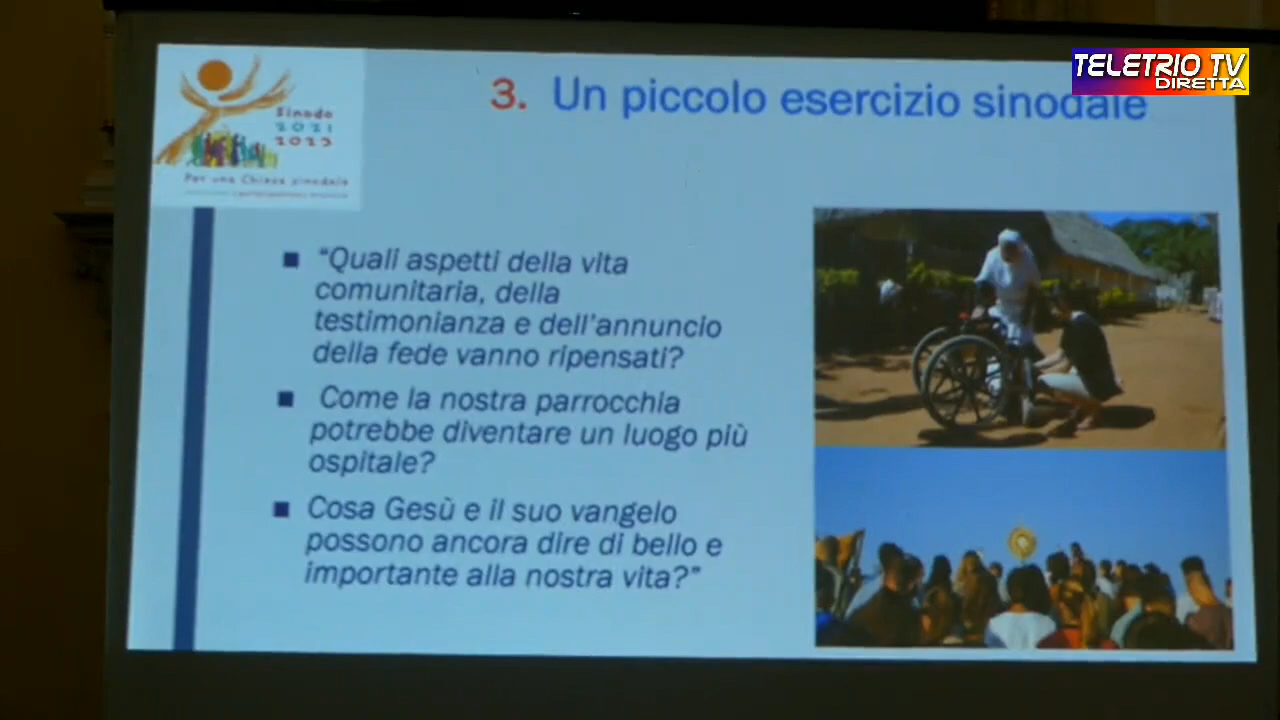 TELETRIO TV
DIRETTA
Sinodo
2021
2023
Per una Chiesa sinodale
3. Un piccolo esercizio sinodale
"Quali aspetti della vita
comunitaria, della
testimonianza e dell'annuncio
della fede vanno ripensati?
Come la nostra parrocchia
potrebbe diventare un luogo più
ospitale?
Cosa Gesù e il suo vangelo
possono ancora dire di bello e
importante alla nostra vita?"